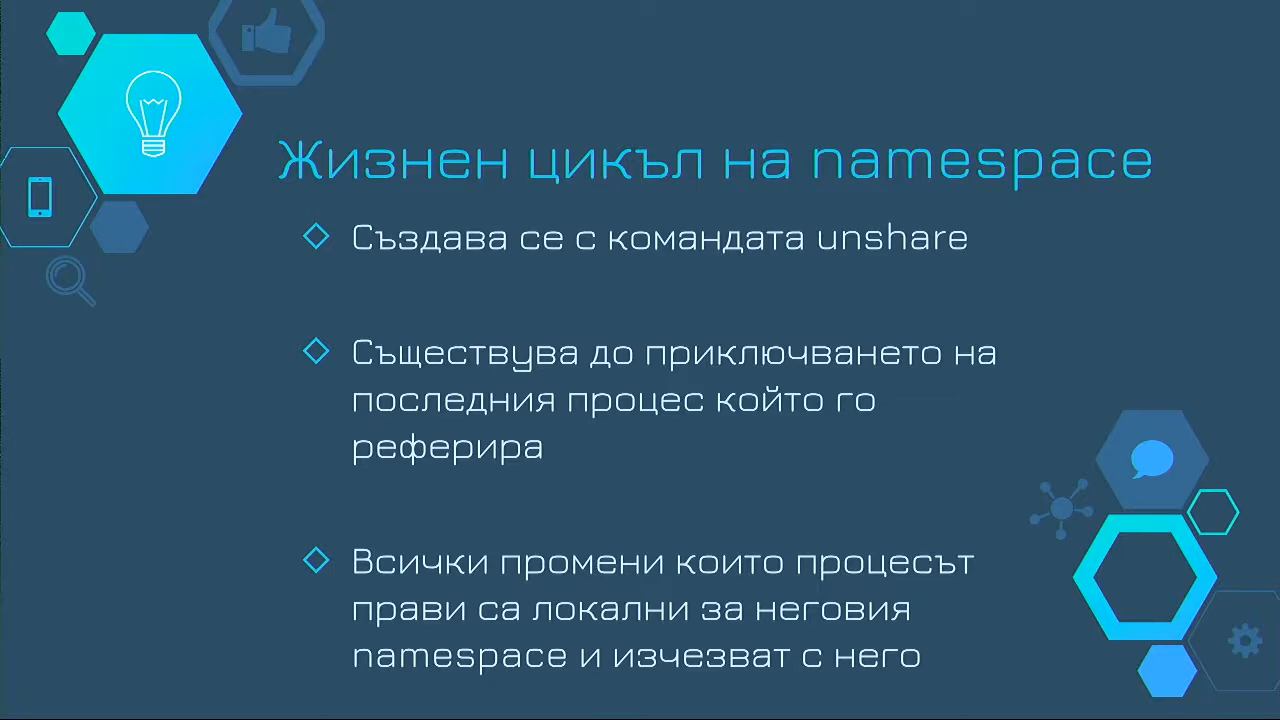 Жизнен цикъл на namespace
Създава се с командата unshare
Съществува до приключването на
последния процес който го
реферира
Всички промени които процесът
прави са локални за неговия
namespace и изчезват с него